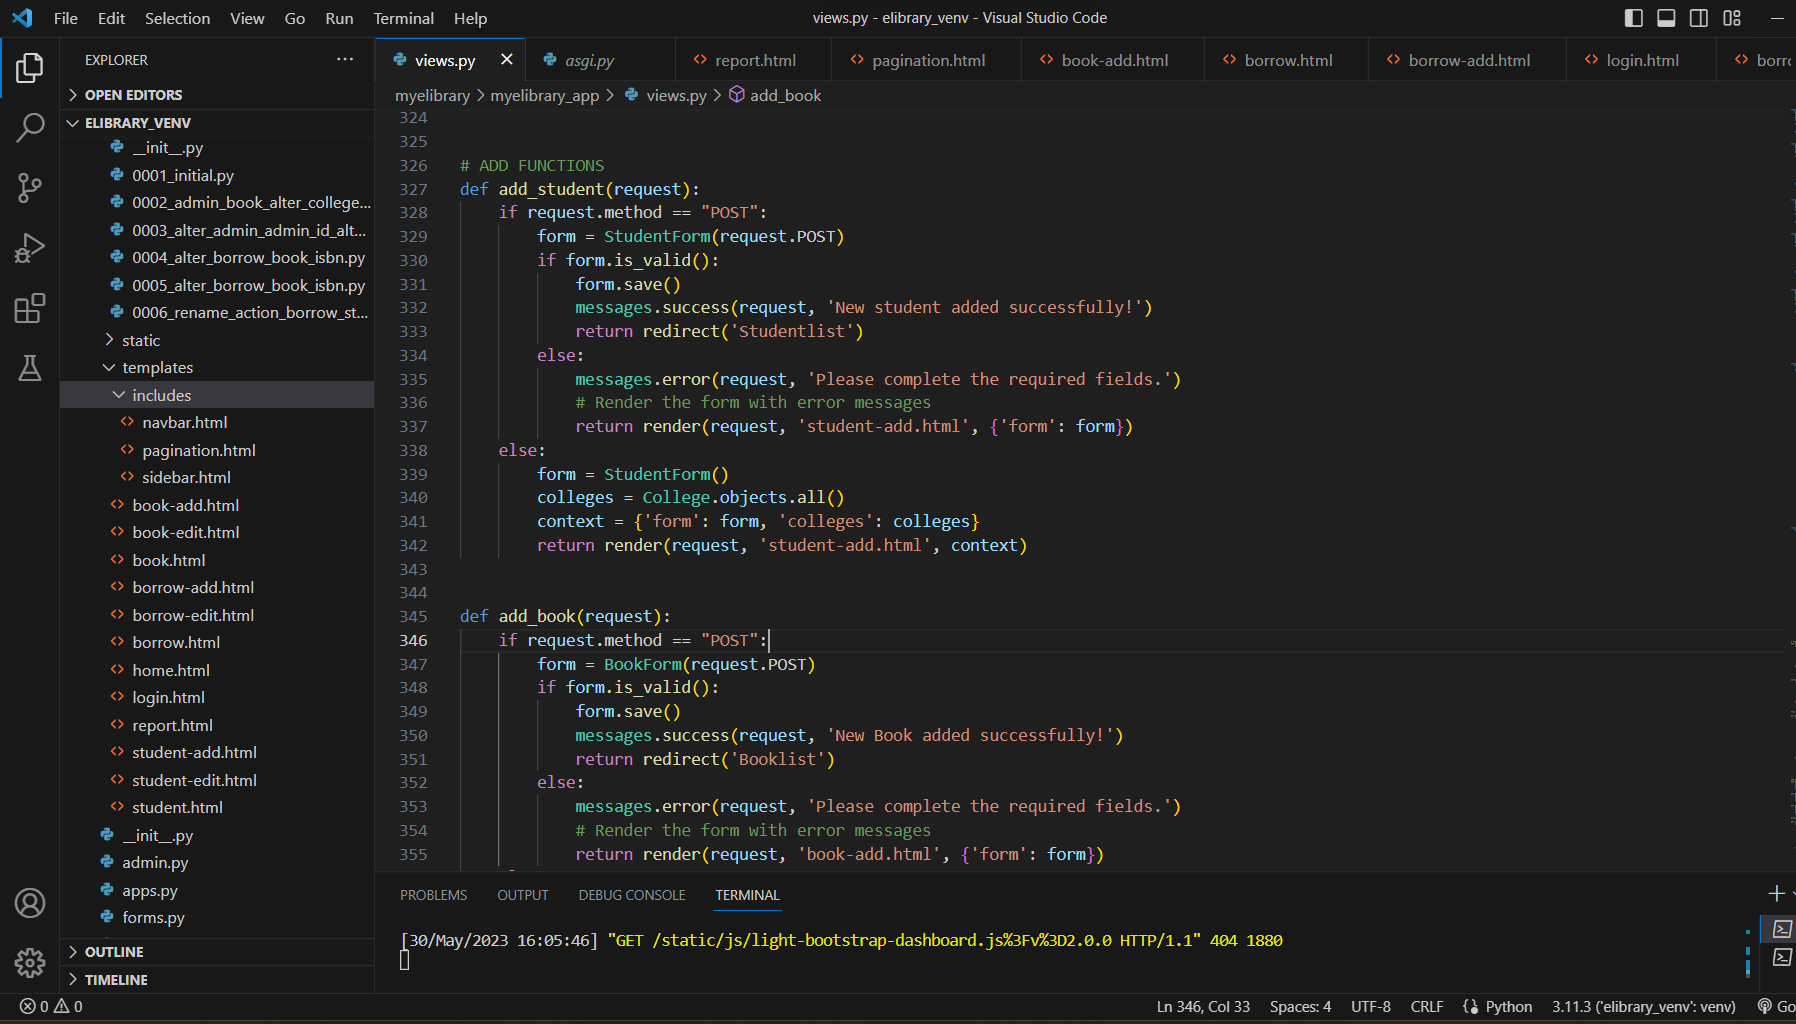 File Edit Selection View Go Run Terminal Help
views.py - elibrary_venv - Visual Studio Code
EXPLORER
OPEN EDITORS
ELIBRARY_VENV
__init__.py
0001_initial.py
0002_admin_book_alter_college...
0003_alter_admin_admin_id_alt...
0004_alter_borrow_book_isbn.py
0005_alter_borrow_book_isbn.py
0006_rename_action_borrow_st...
static
templates
includes
navbar.html
pagination.html
sidebar.html
book-add.html
book-edit.html
book.html
borrow-add.html
borrow-edit.html
borrow.html
home.html
login.html
report.html
student-add.html
student-edit.html
student.html
__init__.py
admin.py
apps.py
forms.py
OUTLINE
TIMELINE
views.py asgi.py report.html pagination.html book-add.html borrow.html borrow-add.html login.html borro
myelibrary > myelibrary_app > views.py > add_book
324
325
326 # ADD FUNCTIONS
327 def add_student(request):
328     if request.method == "POST":
329         form = StudentForm(request.POST)
330         if form.is_valid():
331             form.save()
332             messages.success(request, 'New student added successfully!')
333             return redirect('Studentlist')
334         else:
335             messages.error(request, 'Please complete the required fields.')
336             # Render the form with error messages
337             return render(request, 'student-add.html', {'form': form})
338     else:
339         form = StudentForm()
340         colleges = College.objects.all()
341         context = {'form': form, 'colleges': colleges}
342         return render(request, 'student-add.html', context)
343
344
345 def add_book(request):
346     if request.method == "POST":
347         form = BookForm(request.POST)
348         if form.is_valid():
349             form.save()
350             messages.success(request, 'New Book added successfully!')
351             return redirect('Booklist')
352         else:
353             messages.error(request, 'Please complete the required fields.')
354             # Render the form with error messages
355             return render(request, 'book-add.html', {'form': form})
PROBLEMS OUTPUT DEBUG CONSOLE TERMINAL
[30/May/2023 16:05:46] "GET /static/js/light-bootstrap-dashboard.js%3Fv%3D2.0.0 HTTP/1.1" 404 1880
0 0 Ln 346, Col 33 Spaces: 4 UTF-8 CRLF Python 3.11.3 ('elibrary_venv': venv) Go